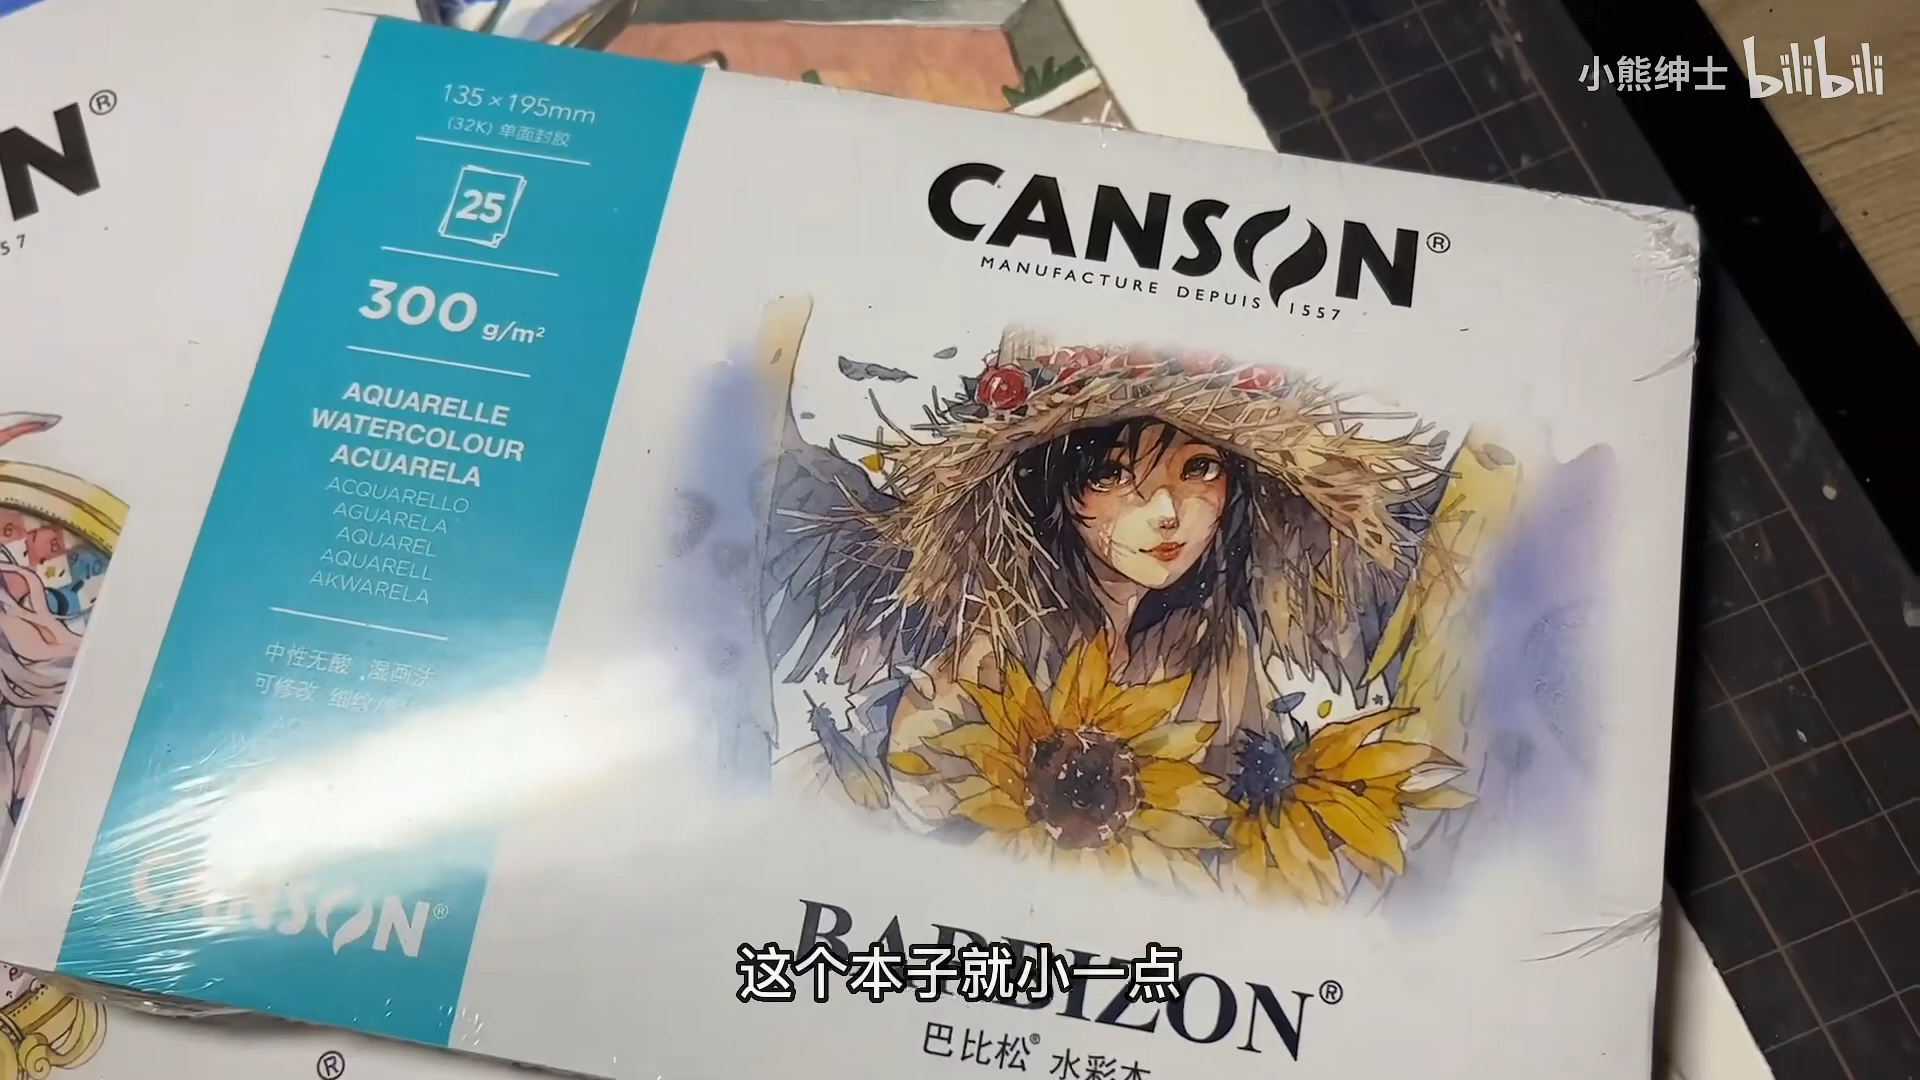 小熊绅士 bilibili
N®
57
135×195mm
(32K) 单面封胶
25
300 g/m²
AQUARELLE
WATERCOLOUR
ACUARELA
ACQUARELLO
AGUARELA
AQUAREL
AQUARELL
AKWARELA
中性无酸 湿画法
可修改 细纹
CANSON®
CANSON®
MANUFACTURE DEPUIS 1557
BARBIZON®
这个本子就小一点
巴比松® 水彩本
®